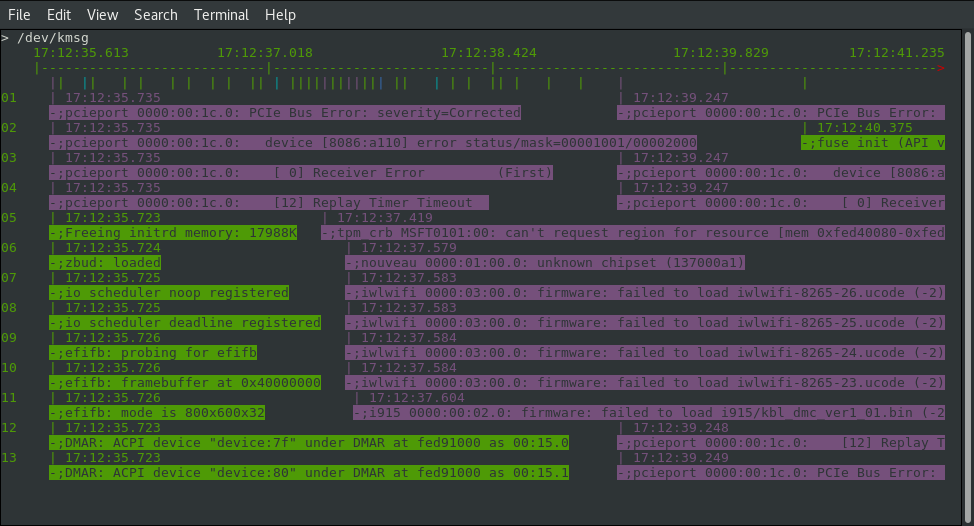 File Edit View Search Terminal Help
> /dev/kmsg
17:12:35.613 17:12:37.018 17:12:38.424 17:12:39.829 17:12:41.235
|----------------------------|---------------------------|----------------------------|-------------------------->
| 17:12:35.735 | 17:12:39.247
01 -;pcieport 0000:00:1c.0: PCIe Bus Error: severity=Corrected -;pcieport 0000:00:1c.0: PCIe Bus Error:
02 | 17:12:35.735 | 17:12:40.375
-;pcieport 0000:00:1c.0:   device [8086:a110] error status/mask=00001001/00002000 -;fuse init (API v
03 | 17:12:35.735 | 17:12:39.247
-;pcieport 0000:00:1c.0:    [ 0] Receiver Error         (First) -;pcieport 0000:00:1c.0:   device [8086:a
04 | 17:12:35.735 | 17:12:39.247
-;pcieport 0000:00:1c.0:    [12] Replay Timer Timeout -;pcieport 0000:00:1c.0:    [ 0] Receiver
05 | 17:12:35.723 | 17:12:37.419
-;Freeing initrd memory: 17988K -;tpm_crb MSFT0101:00: can't request region for resource [mem 0xfed40080-0xfed
06 | 17:12:35.724 | 17:12:37.579
-;zbud: loaded -;nouveau 0000:01:00.0: unknown chipset (137000a1)
07 | 17:12:35.725 | 17:12:37.583
-;io scheduler noop registered -;iwlwifi 0000:03:00.0: firmware: failed to load iwlwifi-8265-26.ucode (-2)
08 | 17:12:35.725 | 17:12:37.583
-;io scheduler deadline registered -;iwlwifi 0000:03:00.0: firmware: failed to load iwlwifi-8265-25.ucode (-2)
09 | 17:12:35.726 | 17:12:37.584
-;efifb: probing for efifb -;iwlwifi 0000:03:00.0: firmware: failed to load iwlwifi-8265-24.ucode (-2)
10 | 17:12:35.726 | 17:12:37.584
-;efifb: framebuffer at 0x40000000 -;iwlwifi 0000:03:00.0: firmware: failed to load iwlwifi-8265-23.ucode (-2)
11 | 17:12:35.726 | 17:12:37.604
-;efifb: mode is 800x600x32 -;i915 0000:00:02.0: firmware: failed to load i915/kbl_dmc_ver1_01.bin (-2
12 | 17:12:35.723 | 17:12:39.248
-;DMAR: ACPI device "device:7f" under DMAR at fed91000 as 00:15.0 -;pcieport 0000:00:1c.0:    [12] Replay T
13 | 17:12:35.723 | 17:12:39.249
-;DMAR: ACPI device "device:80" under DMAR at fed91000 as 00:15.1 -;pcieport 0000:00:1c.0: PCIe Bus Error: